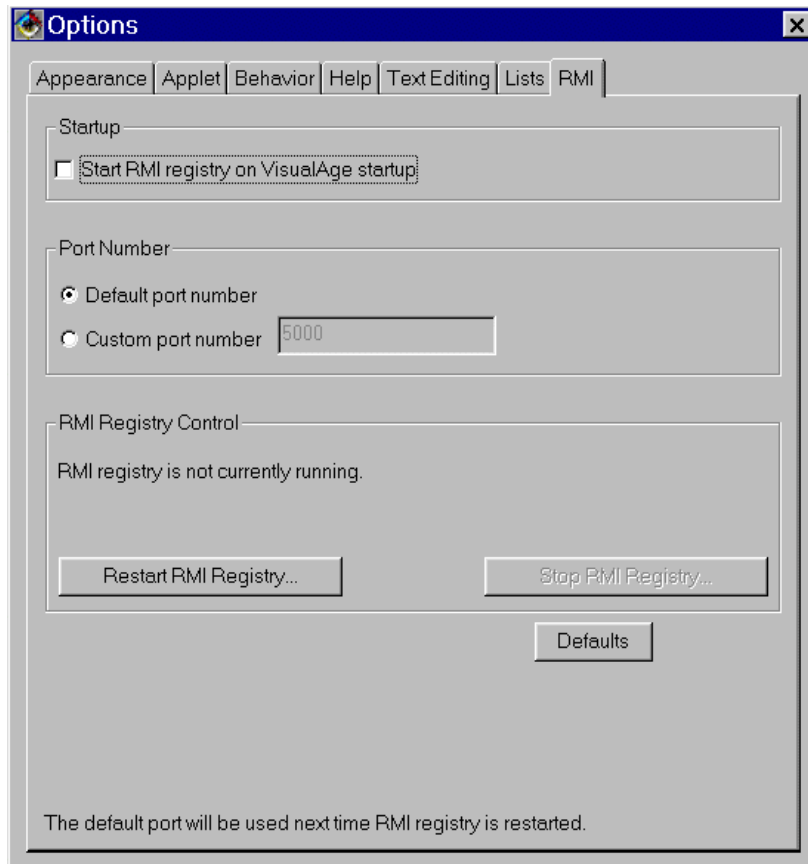 Options
Appearance Applet Behavior Help Text Editing Lists RMI
Startup
Start RMI registry on VisualAge startup
Port Number
Default port number
Custom port number 5000
RMI Registry Control
RMI registry is not currently running.
Restart RMI Registry... Stop RMI Registry...
Defaults
The default port will be used next time RMI registry is restarted.